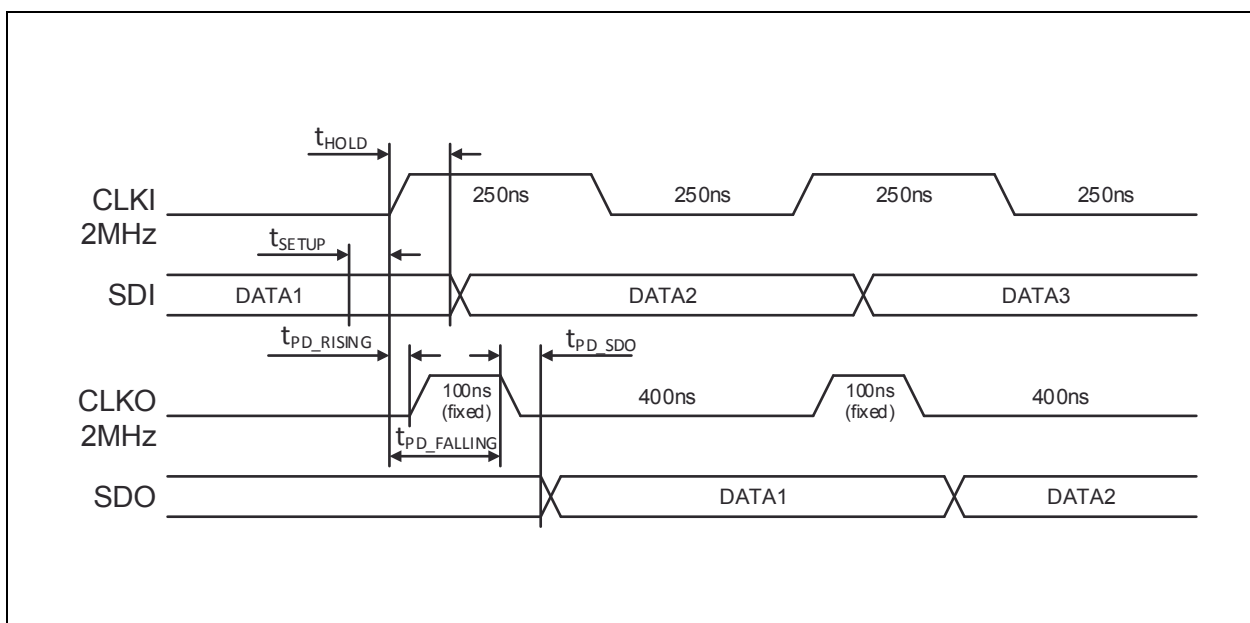 tHOLD
CLKI
2MHz
250ns 250ns 250ns 250ns
tSETUP
SDI
DATA1 DATA2 DATA3
tPD_RISING tPD_SDO
CLKO
2MHz
100ns
(fixed)
400ns
100ns
(fixed)
400ns
tPD_FALLING
SDO
DATA1 DATA2